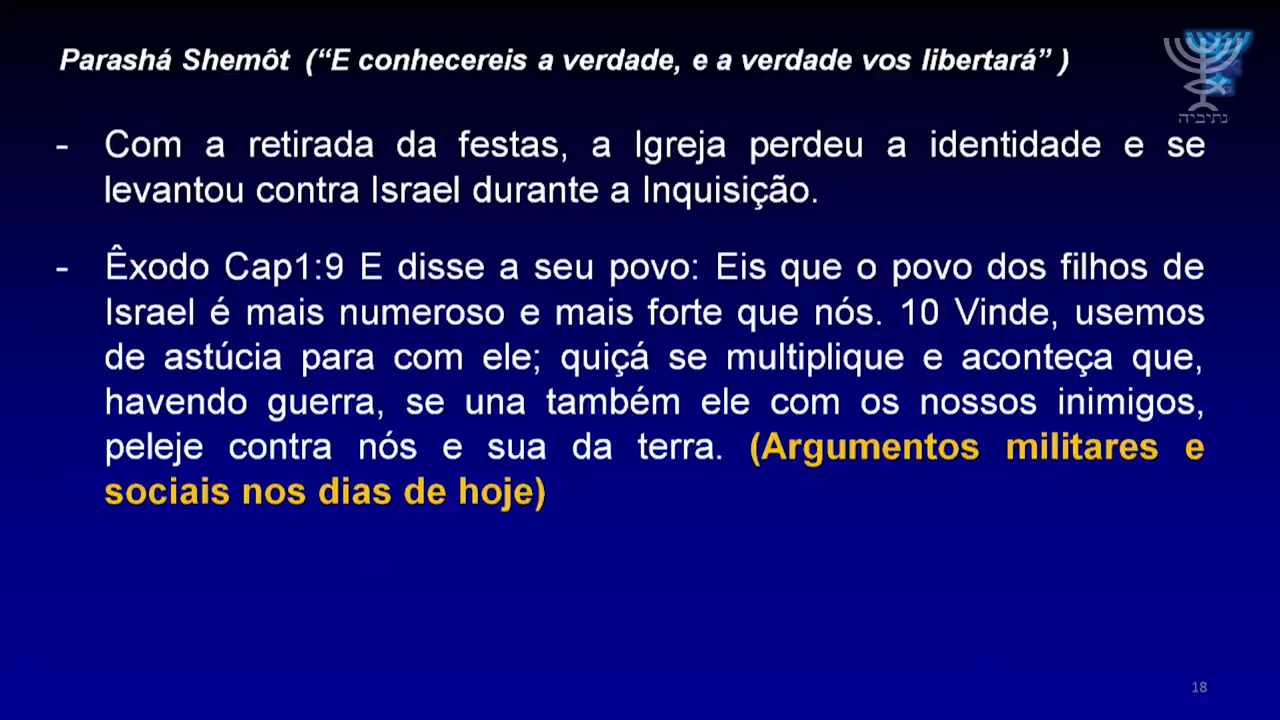 Parashá Shemôt (“E conhecereis a verdade, e a verdade vos libertará” )
נתיביה
- Com a retirada da festas, a Igreja perdeu a identidade e se
levantou contra Israel durante a Inquisição.
- Êxodo Cap1:9 E disse a seu povo: Eis que o povo dos filhos de
Israel é mais numeroso e mais forte que nós. 10 Vinde, usemos
de astúcia para com ele; quiçá se multiplique e aconteça que,
havendo guerra, se una também ele com os nossos inimigos,
peleje contra nós e sua da terra. (Argumentos militares e
sociais nos dias de hoje)
18